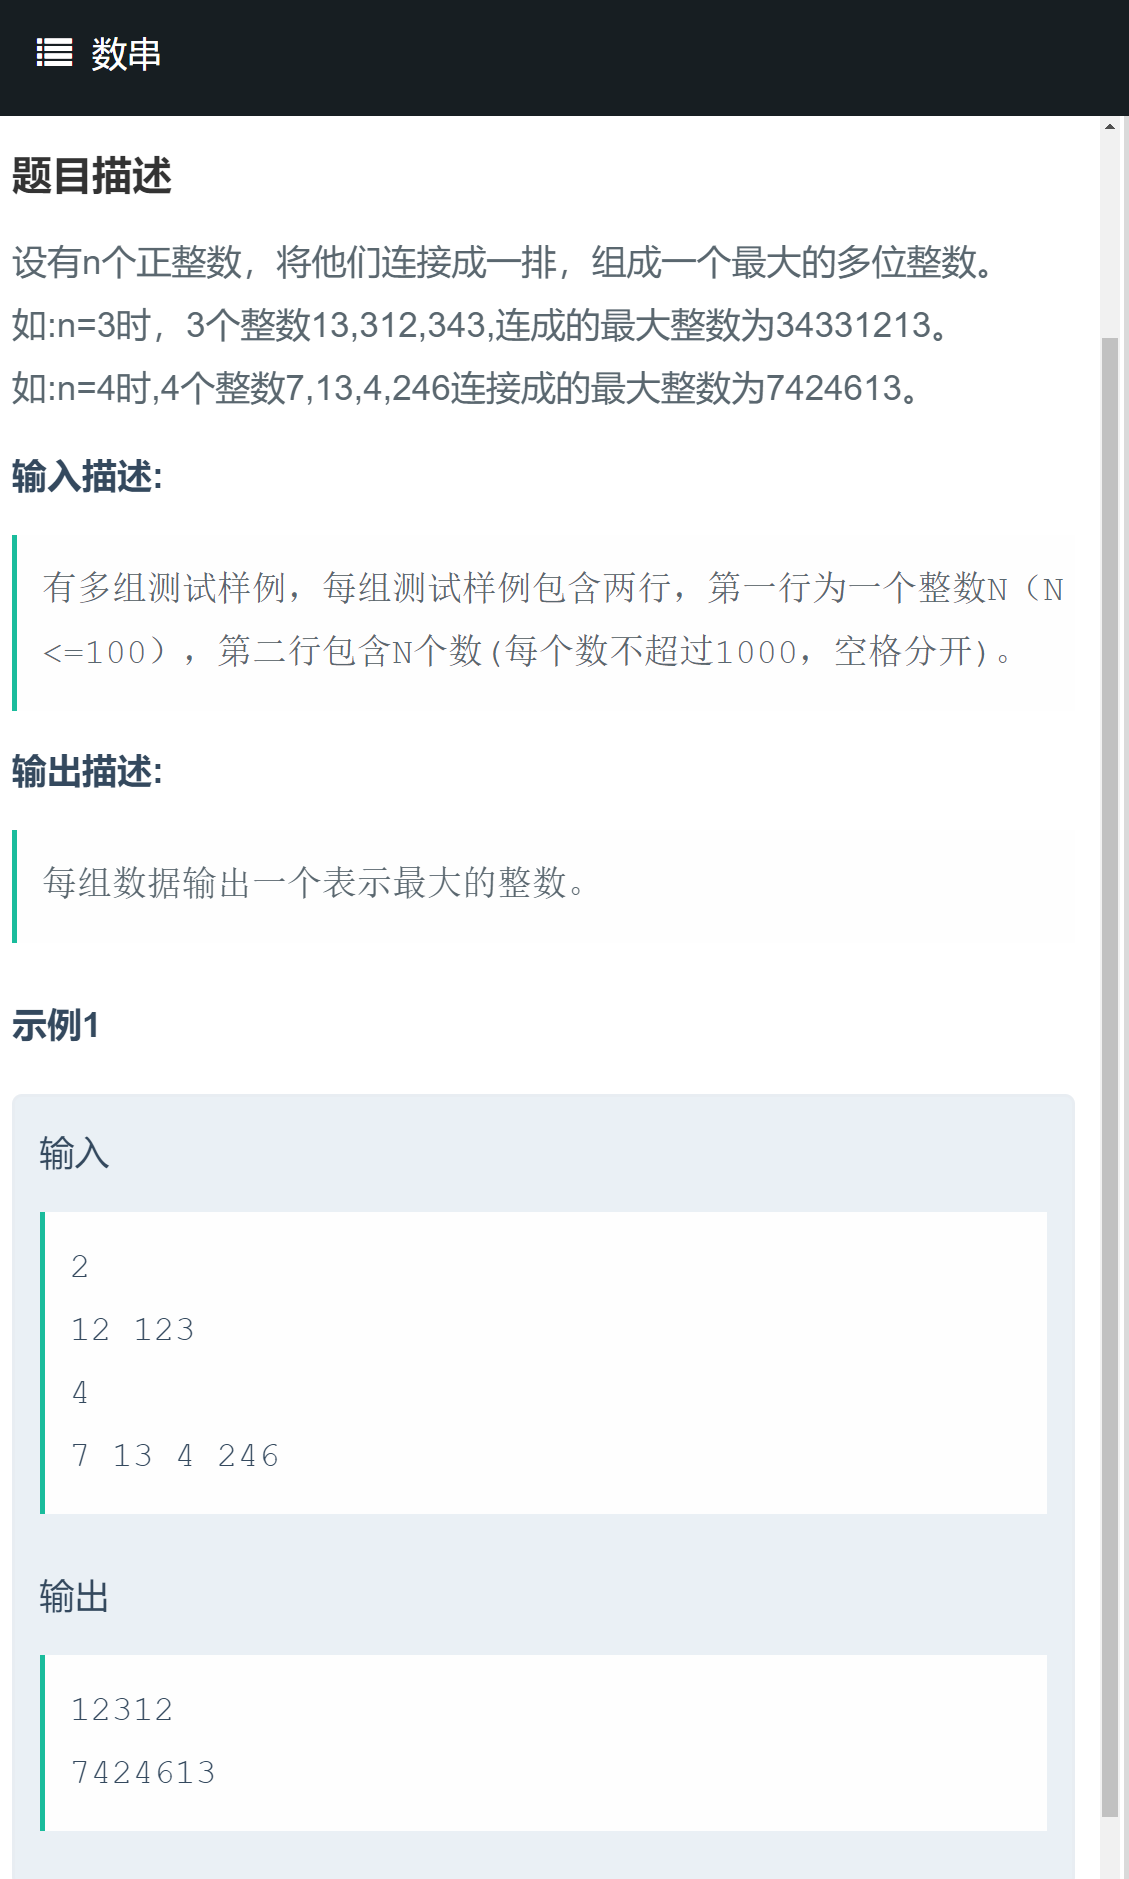 数串
题目描述
设有n个正整数，将他们连接成一排，组成一个最大的多位整数。
如:n=3时，3个整数13,312,343,连成的最大整数为34331213。
如:n=4时,4个整数7,13,4,246连接成的最大整数为7424613。
输入描述:
有多组测试样例，每组测试样例包含两行，第一行为一个整数N（N
<=100），第二行包含N个数(每个数不超过1000，空格分开)。
输出描述:
每组数据输出一个表示最大的整数。
示例1
输入
2
12 123
4
7 13 4 246
输出
12312
7424613